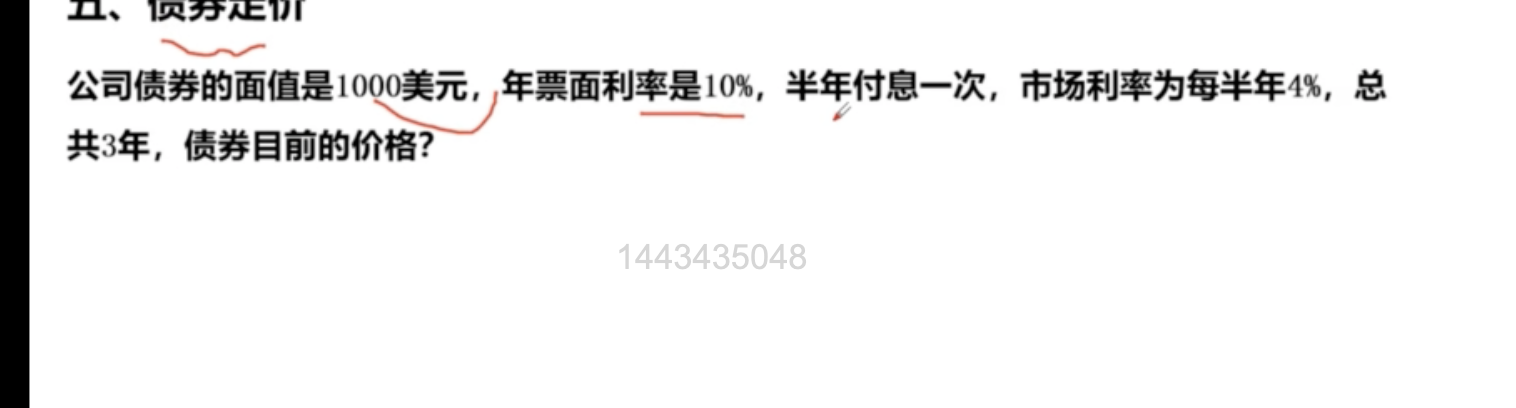 五、债券定价
公司债券的面值是1000美元，年票面利率是10%，半年付息一次，市场利率为每半年4%，总
共3年，债券目前的价格？
1443435048